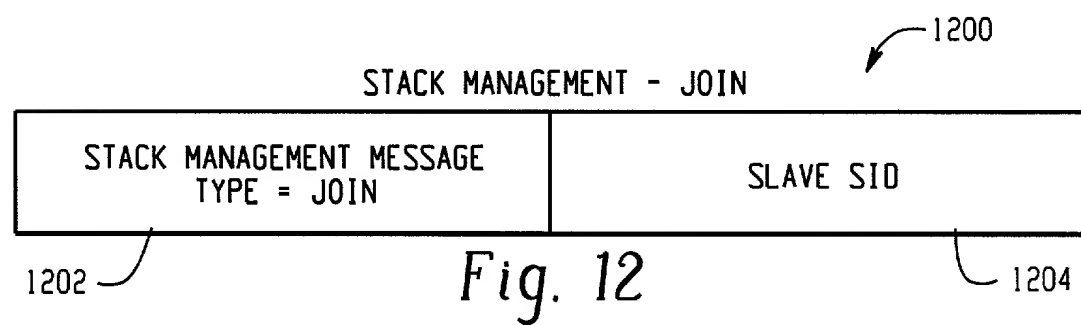 1200
STACK MANAGEMENT - JOIN
STACK MANAGEMENT MESSAGE
TYPE = JOIN
SLAVE SID
1202
1204
Fig. 12